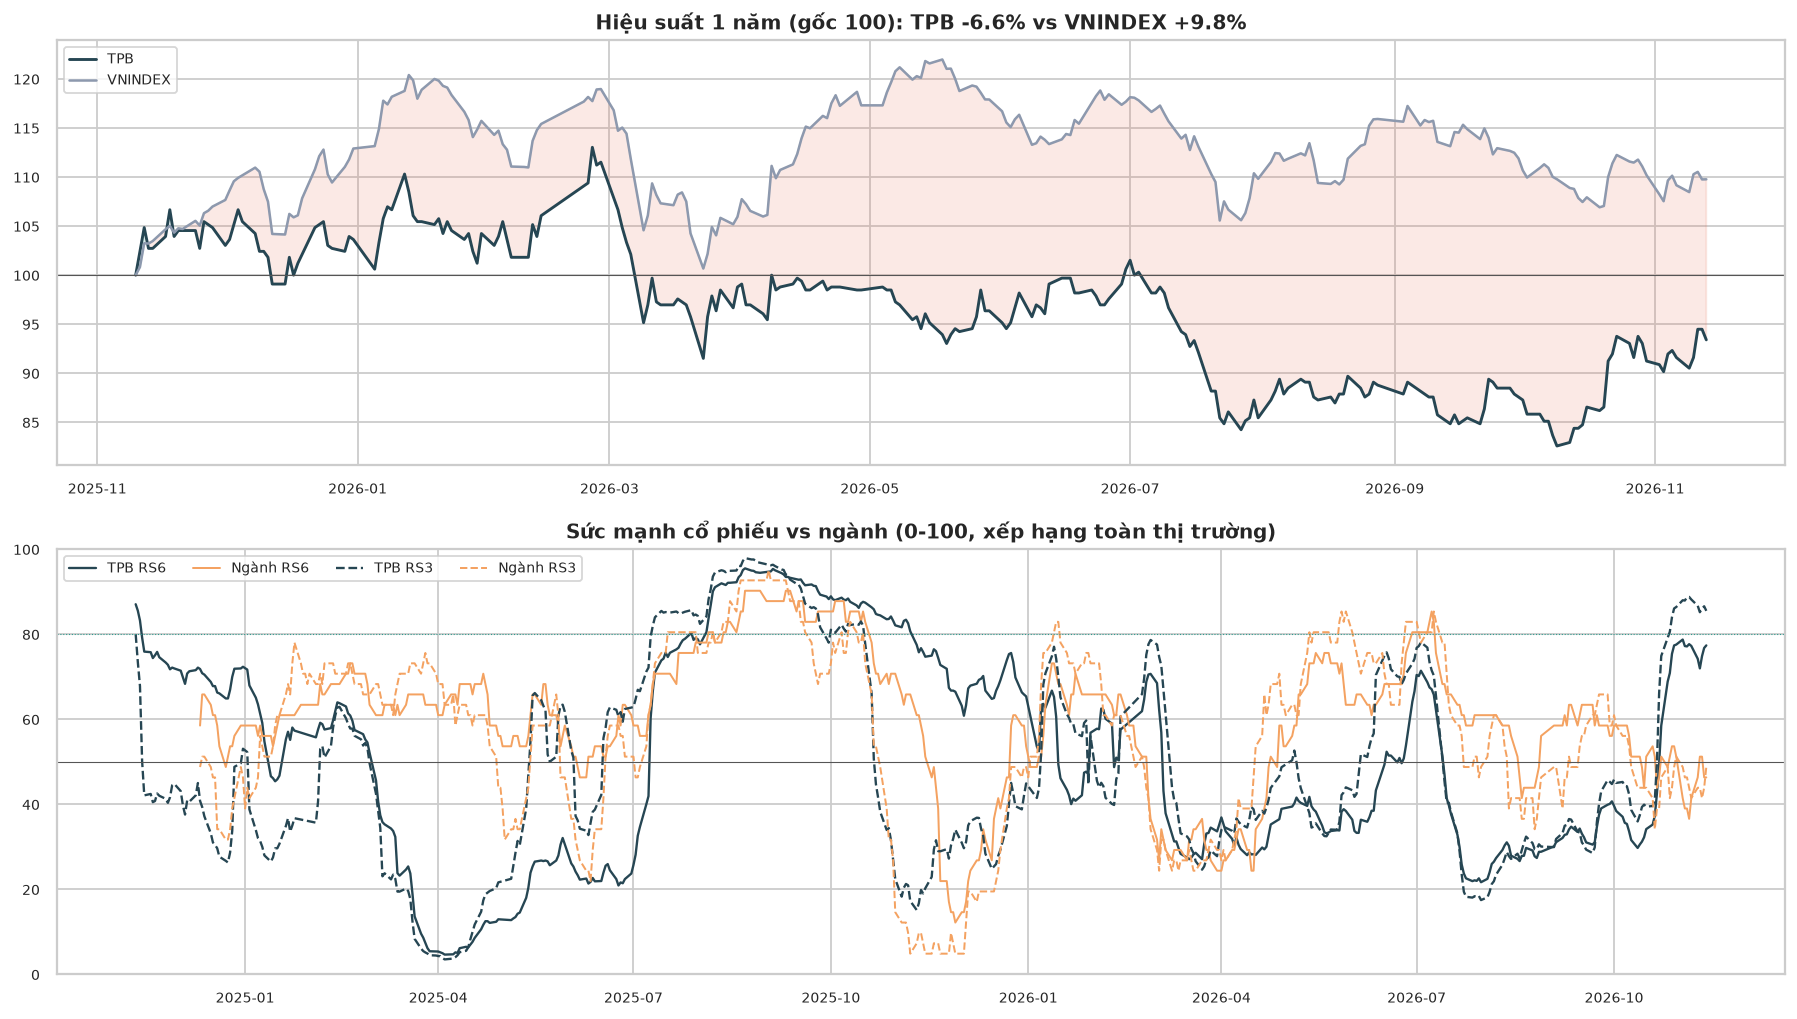 Hiệu suất 1 năm (gốc 100): TPB -6.6% vs VNINDEX +9.8%
TPB
VNINDEX
120
115
110
105
100
95
90
85
2025-11 2026-01 2026-03 2026-05 2026-07 2026-09 2026-11
Sức mạnh cổ phiếu vs ngành (0-100, xếp hạng toàn thị trường)
TPB RS6 Ngành RS6 TPB RS3 Ngành RS3
100
80
60
40
20
0
2025-01 2025-04 2025-07 2025-10 2026-01 2026-04 2026-07 2026-10